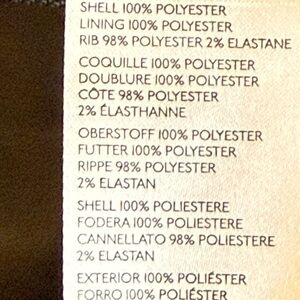 SHELL 100% POLYESTER
LINING 100% POLYESTER
RIB 98% POLYESTER 2% ELASTANE
COQUILLE 100% POLYESTER
DOUBLURE 100% POLYESTER
CÔTE 98% POLYESTER
2% ÉLASTHANNE
OBERSTOFF 100% POLYESTER
FUTTER 100% POLYESTER
RIPPE 98% POLYESTER
2% ELASTAN
SHELL 100% POLIESTERE
FODERA 100% POLIESTERE
CANNELLATO 98% POLIESTERE
2% ELASTAN
EXTERIOR 100% POLIÉSTER
FORRO 100% POLIÉSTER